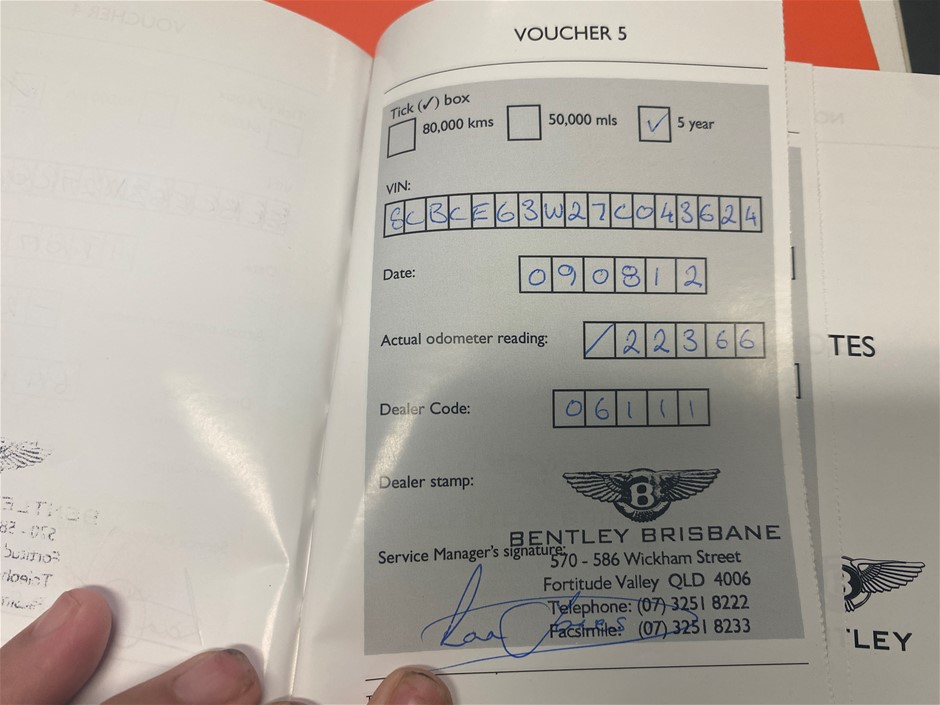 VOUCHER 5
Tick (✓) box
80,000 kms 50,000 mls ✓ 5 year
VIN:
SCBCE63W27C043624
Date: 090812
Actual odometer reading: /22366
Dealer Code: 06111
Dealer stamp:
B
BENTLEY BRISBANE
Service Manager's signature:
570 - 586 Wickham Street
Fortitude Valley QLD 4006
Telephone: (07) 3251 8222
Facsimile: (07) 3251 8233
TES
B
TLEY